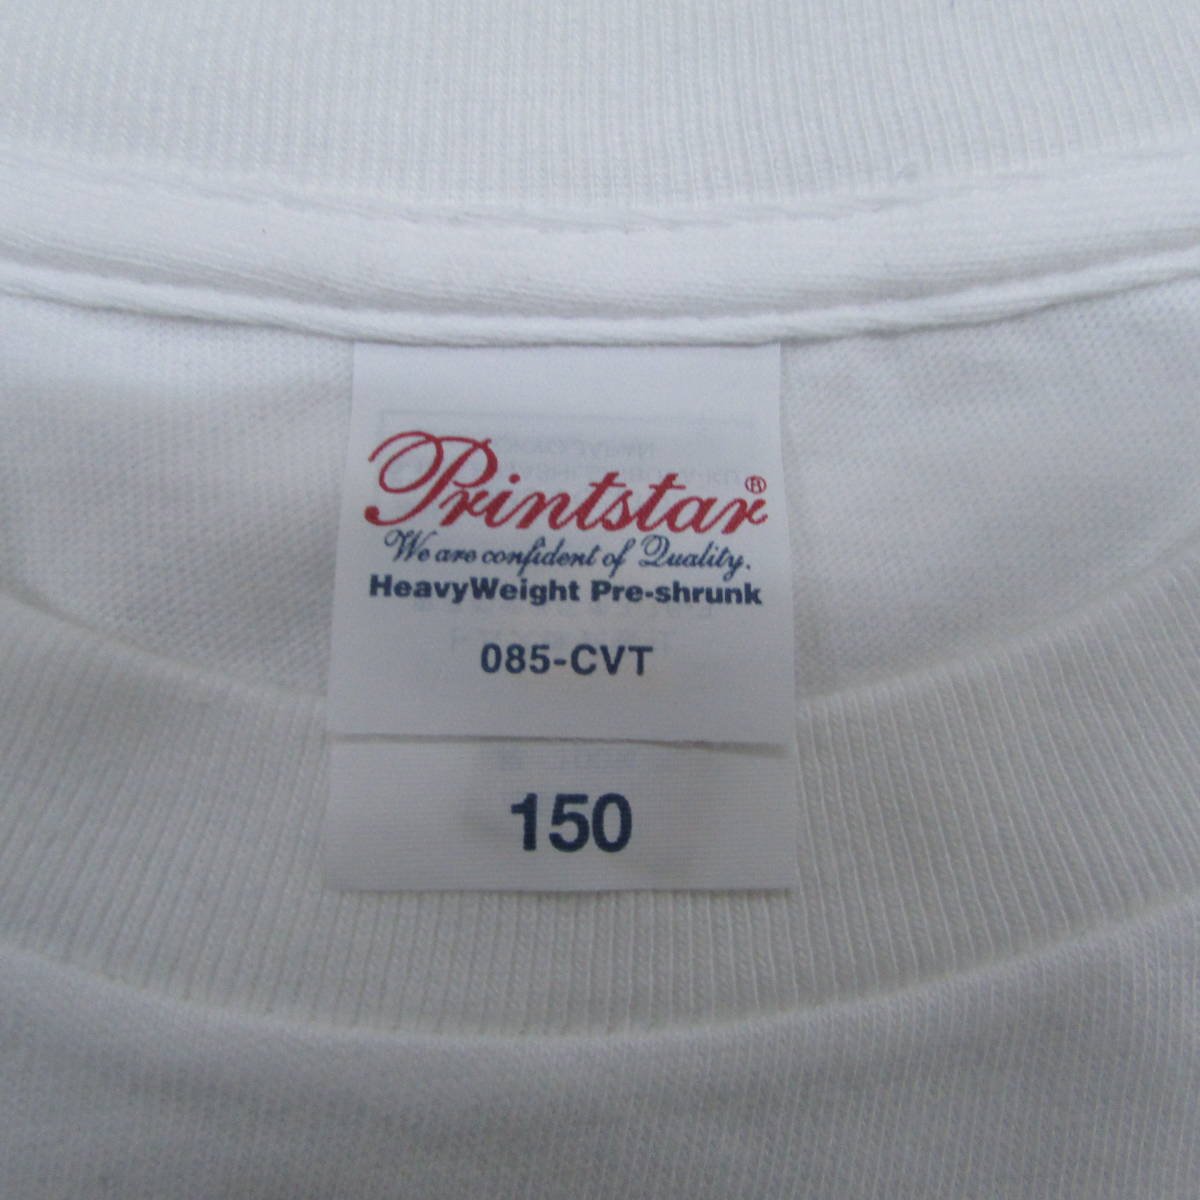 Printstar®
We are confident of Quality.
HeavyWeight Pre-shrunk
085-CVT
150